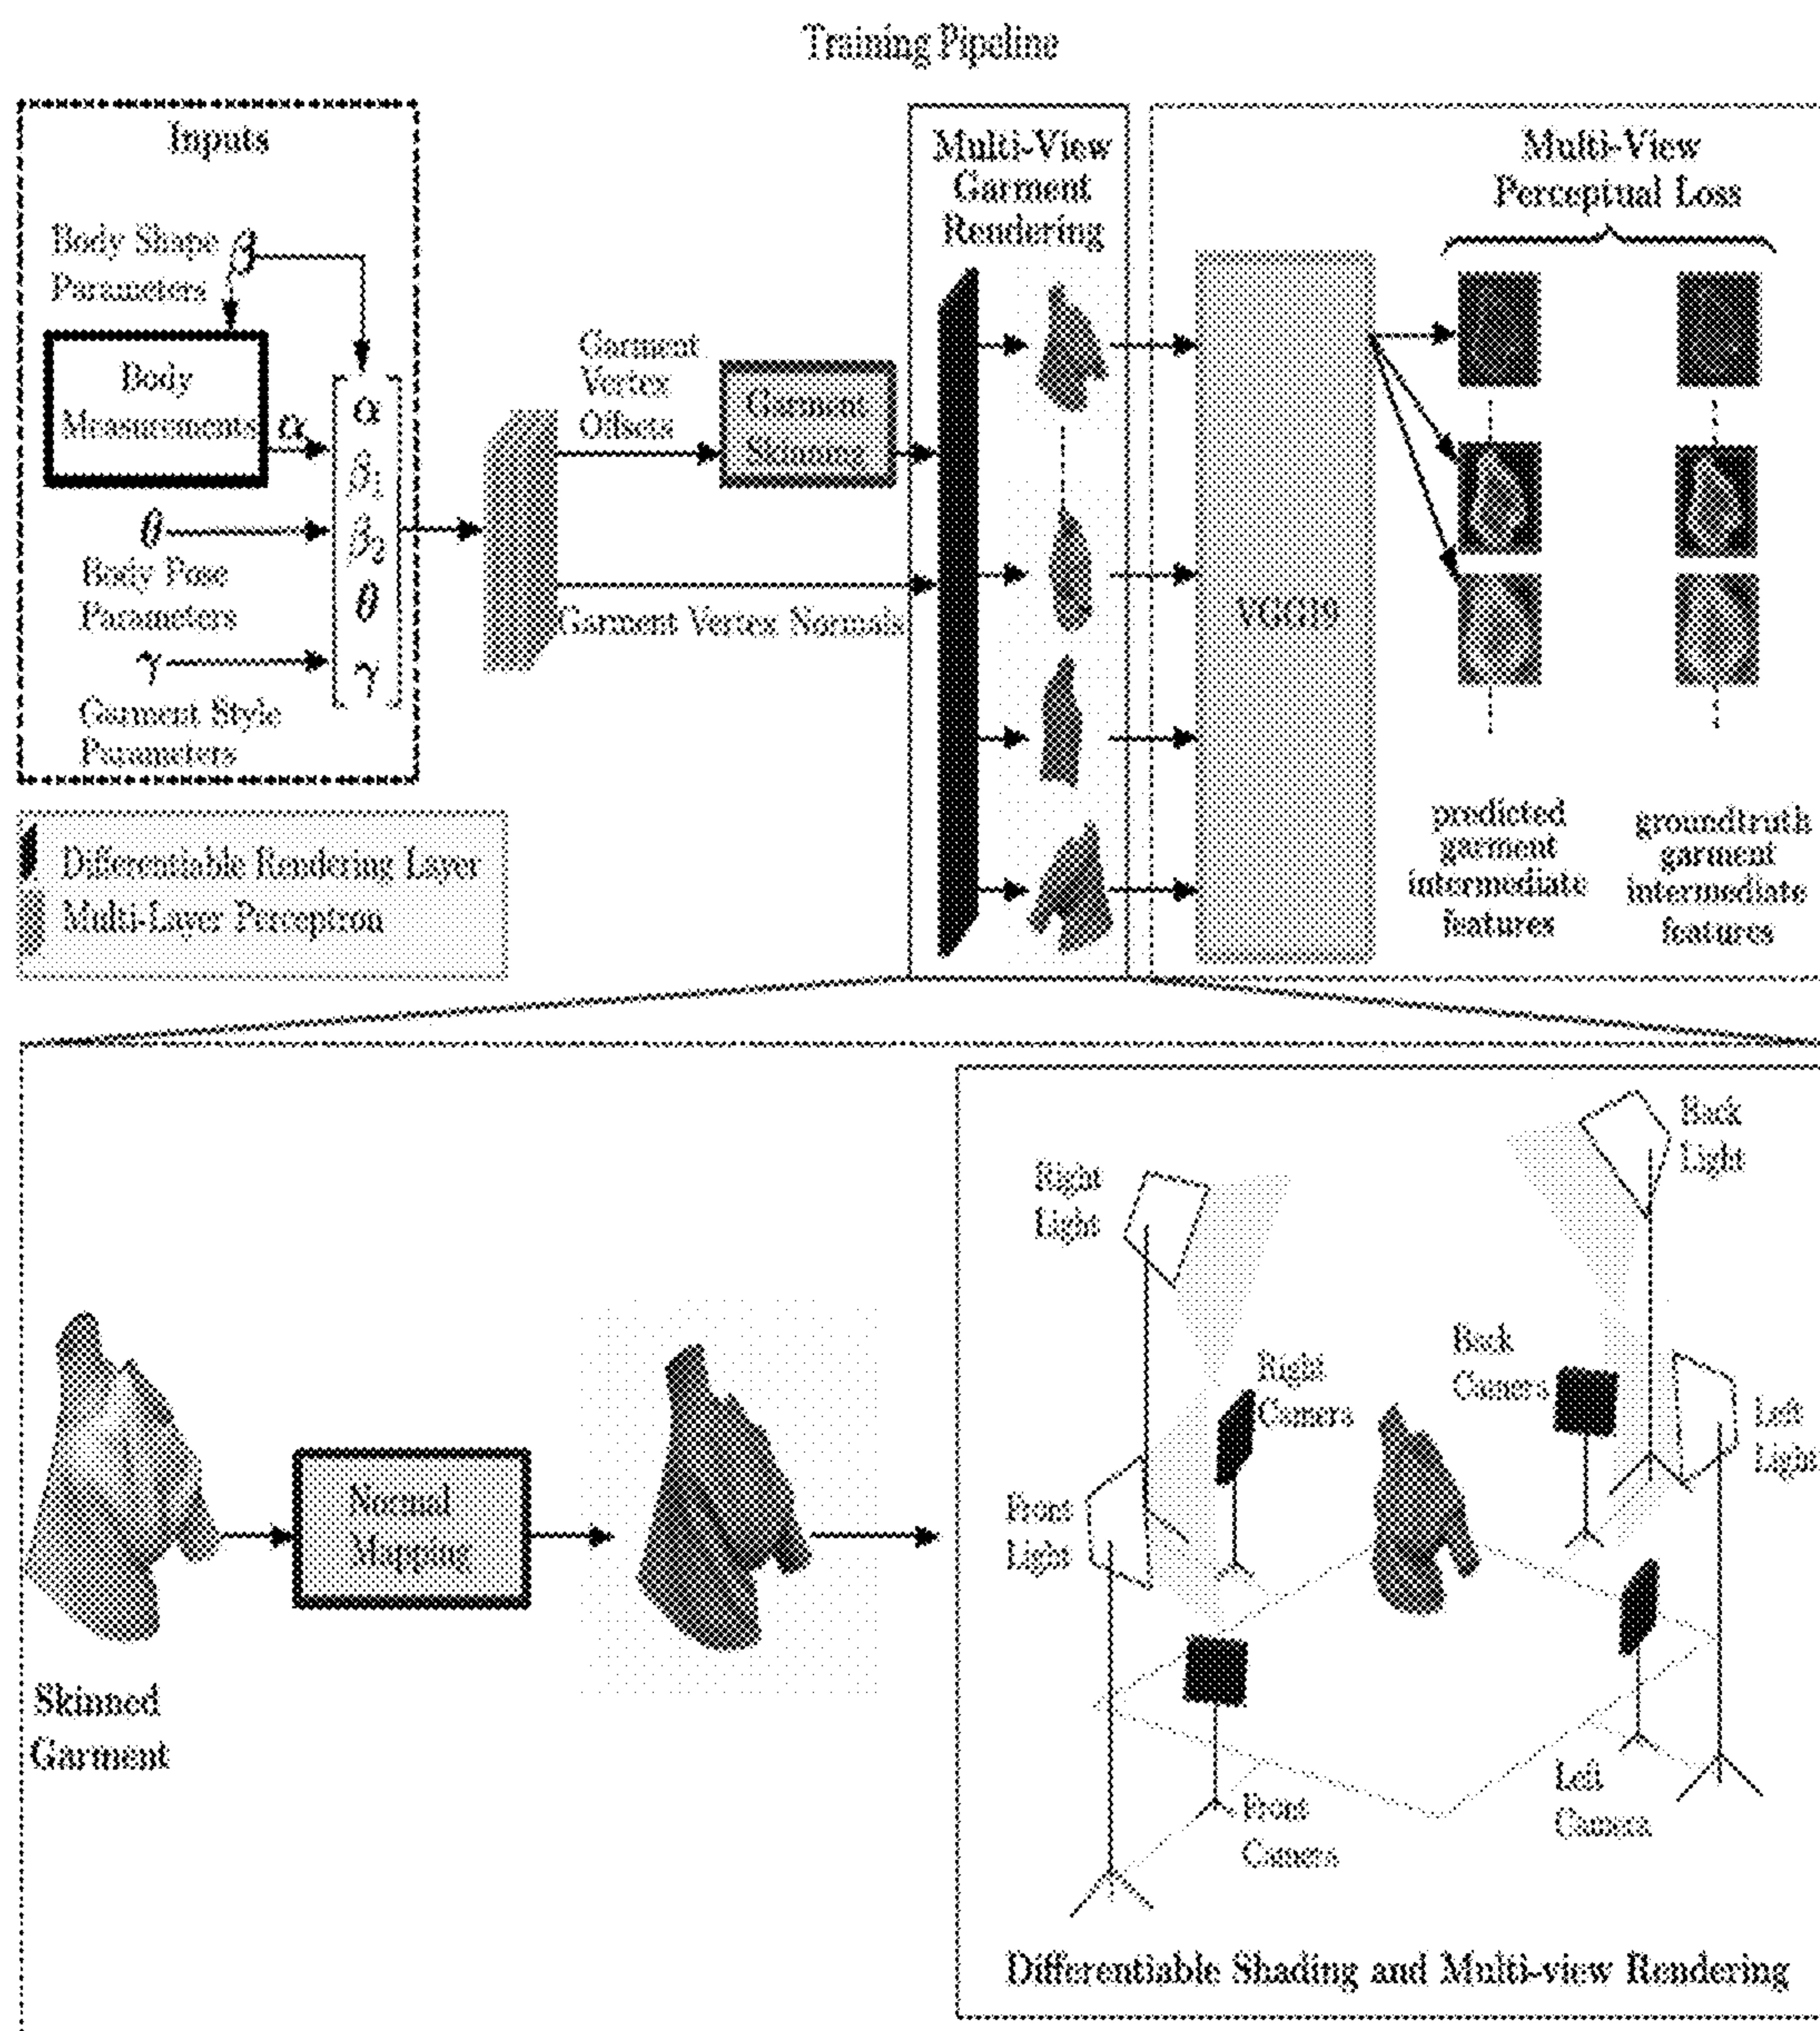 Training Pipeline
Inputs
Body Shape
Parameters
β
Body
Measurements
α
α
β1
β2
θ
γ
θ
Body Pose
Parameters
γ
Garment Style
Parameters
Differentiable Rendering Layer
Multi-Layer Perceptron
Garment
Vertex
Offsets
Garment
Skinning
Garment Vertex Normals
Multi-View
Garment
Rendering
Multi-View
Perceptual Loss
VGG19
predicted
garment
intermediate
features
groundtruth
garment
intermediate
features
Skinned
Garment
Normal
Mapping
Right
Light
Back
Light
Right
Camera
Back
Camera
Left
Light
Front
Light
Front
Camera
Left
Camera
Differentiable Shading and Multi-view Rendering